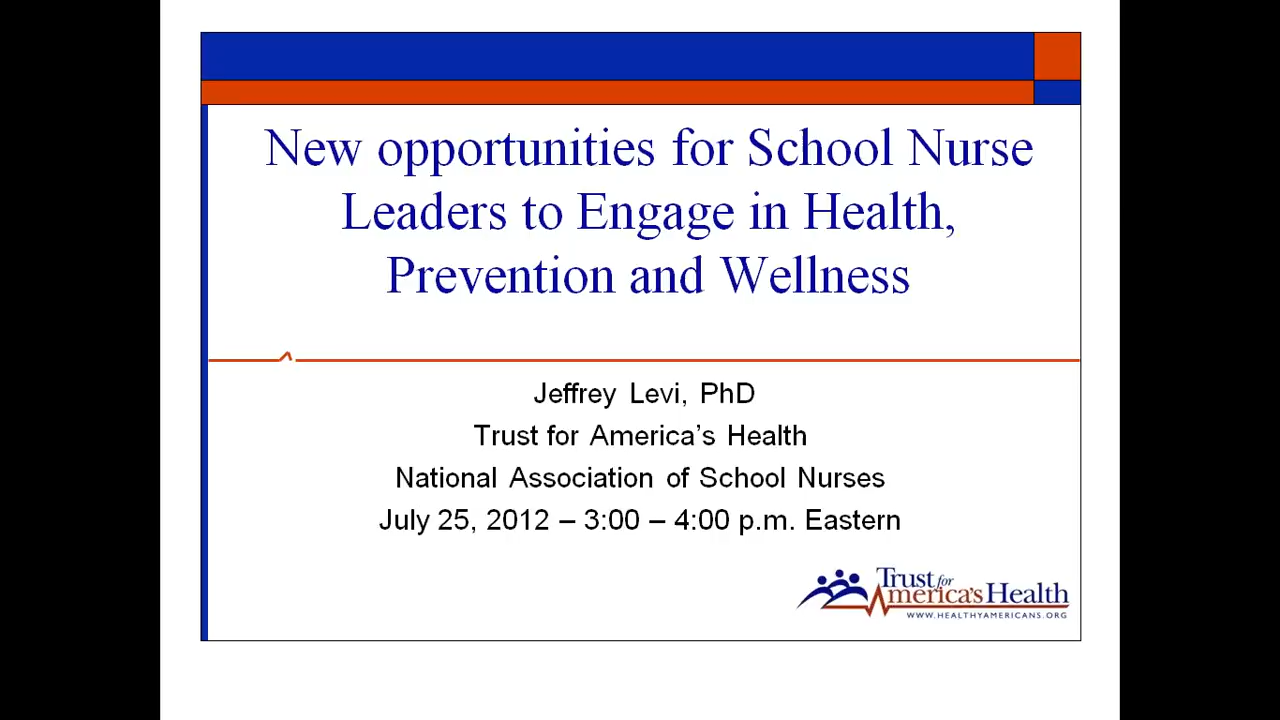 New opportunities for School Nurse
Leaders to Engage in Health,
Prevention and Wellness
Jeffrey Levi, PhD
Trust for America's Health
National Association of School Nurses
July 25, 2012 – 3:00 – 4:00 p.m. Eastern
Trust for
America's Health
WWW.HEALTHYAMERICANS.ORG